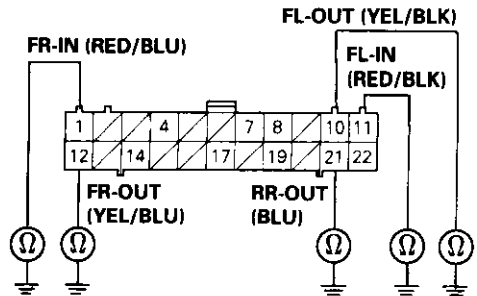 FL-OUT (YEL/BLK)
FR-IN (RED/BLU)
FL-IN
(RED/BLK)
1 4 7 8 10 11
12 14 17 19 21 22
FR-OUT
(YEL/BLU)
RR-OUT
(BLU)
Ω Ω Ω Ω Ω